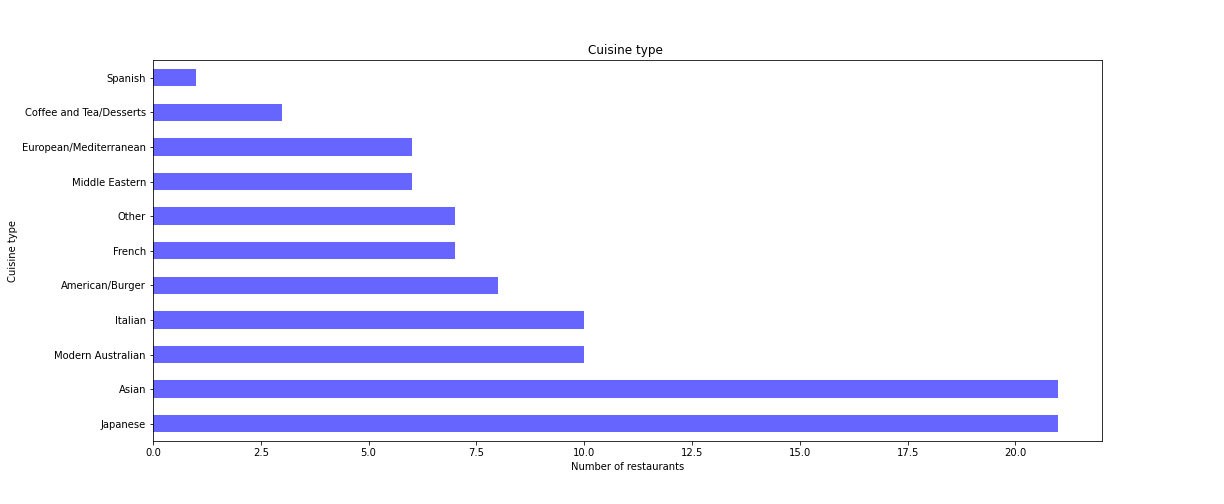 Cuisine type
Spanish
Coffee and Tea/Desserts
European/Mediterranean
Middle Eastern
Other
French
American/Burger
Italian
Modern Australian
Asian
Japanese
Cuisine type
0.0 2.5 5.0 7.5 10.0 12.5 15.0 17.5 20.0
Number of restaurants